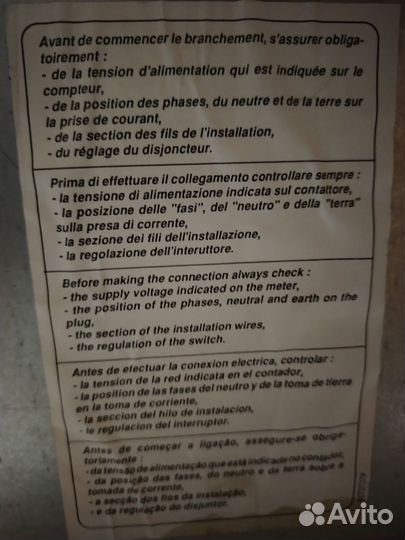 Avant de commencer le branchement, s'assurer obliga-
toirement :
- de la tension d'alimentation qui est indiquée sur le
compteur,
- de la position des phases, du neutre et de la terre sur
la prise de courant,
- de la section des fils de l'installation,
- du réglage du disjoncteur.
Prima di effettuare il collegamento controllare sempre :
- la tensione di alimentazione indicata sul contattore,
- la posizione delle "fasi", del "neutro" e della "terra"
sulla presa di corrente,
- la sezione dei fili dell'installazione,
- la regolazione dell'interuttore.
Before making the connection always check :
- the supply voltage indicated on the meter,
- the position of the phases, neutral and earth on the
plug,
- the section of the installation wires,
- the regulation of the switch.
Antes de efectuar la conexion electrica, controlar :
- la tension de la red indicata en el contador,
- la position de las fases del neutro y de la toma de tierra
en la toma de corriente,
- la seccion del hilo de instalacion,
- le regulacion del interruptor.
Antes de começar a ligação, assegure-se obriga-
toriamente :
- da tensão de alimentação que está indicada no contador,
- da posição das fases, do neutro e da terra sobre a
tomada de corrente,
- a secção dos fios da instalação,
- e da regulação do disjuntor.
Avito